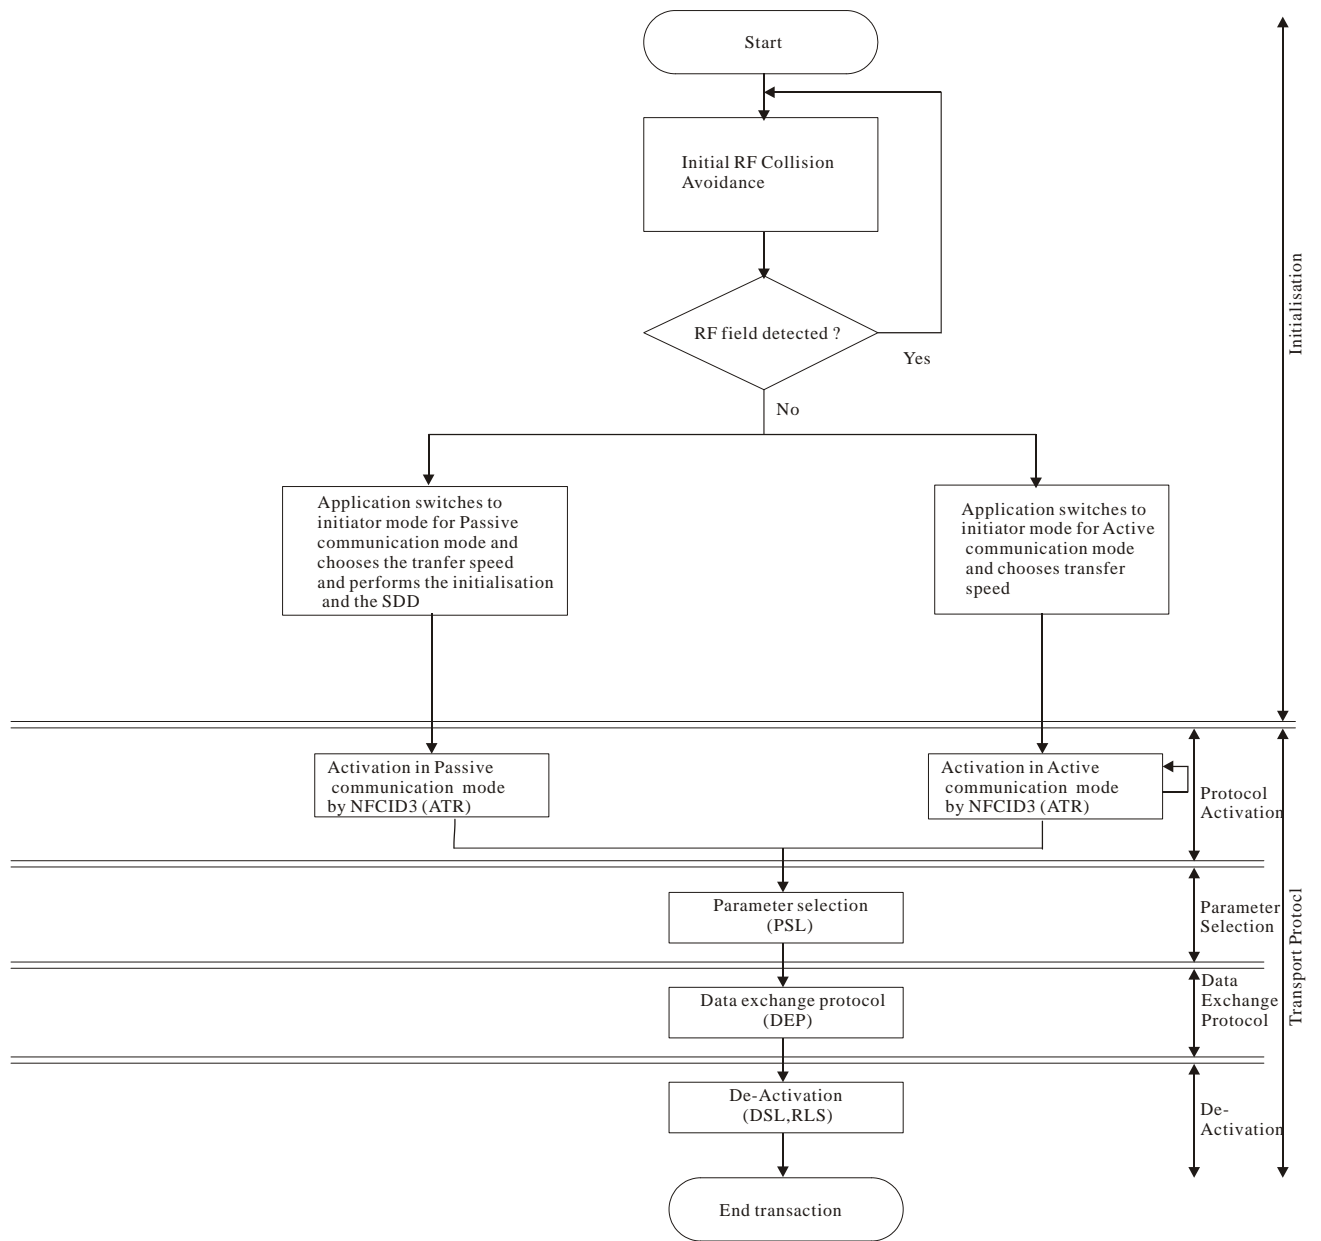 Start
Initial RF Collision
Avoidance
RF field detected ?
Yes
No
Initialisation
Application switches to
initiator mode for Passive
communication mode and
chooses the tranfer speed
and performs the initialisation
and the SDD
Application switches to
initiator mode for Active
communication mode
and chooses transfer
speed
Activation in Passive
communication mode
by NFCID3 (ATR)
Activation in Active
communication mode
by NFCID3 (ATR)
Protocol
Activation
Parameter selection
(PSL)
Parameter
Selection
Transport Protocl
Data exchange protocol
(DEP)
Data
Exchange
Protocol
De-Activation
(DSL,RLS)
De-
Activation
End transaction